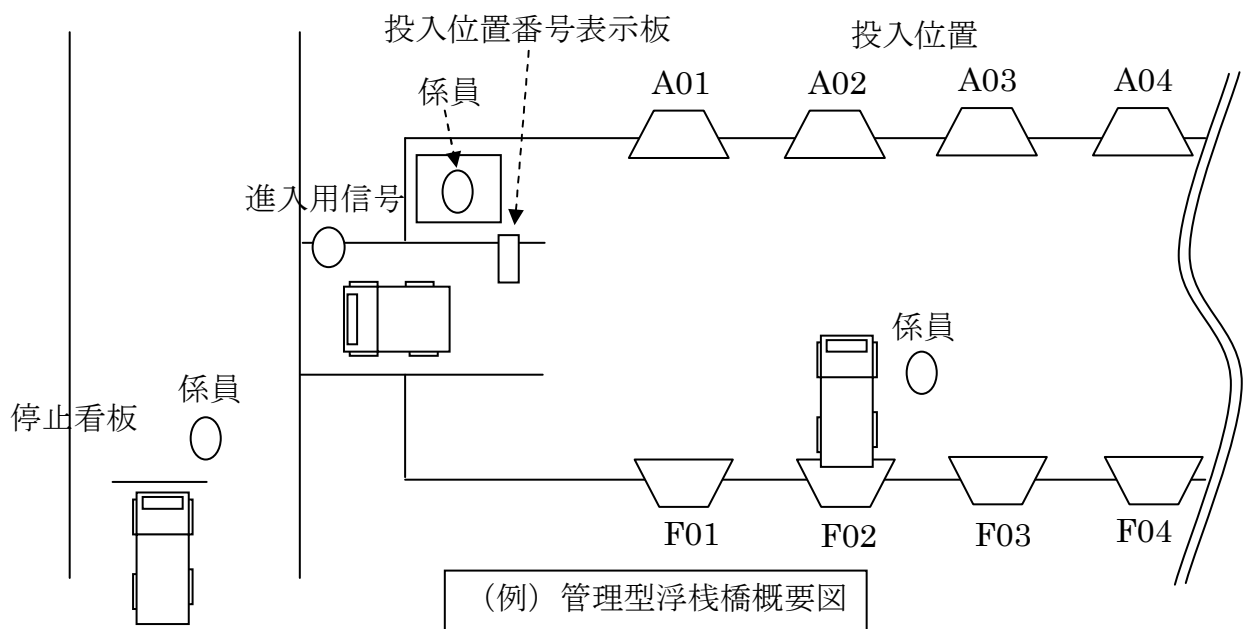 投入位置番号表示板
投入位置
係員
A01
A02
A03
A04
進入用信号
係員
係員
停止看板
F01
F02
F03
F04
(例)管理型浮桟橋概要図